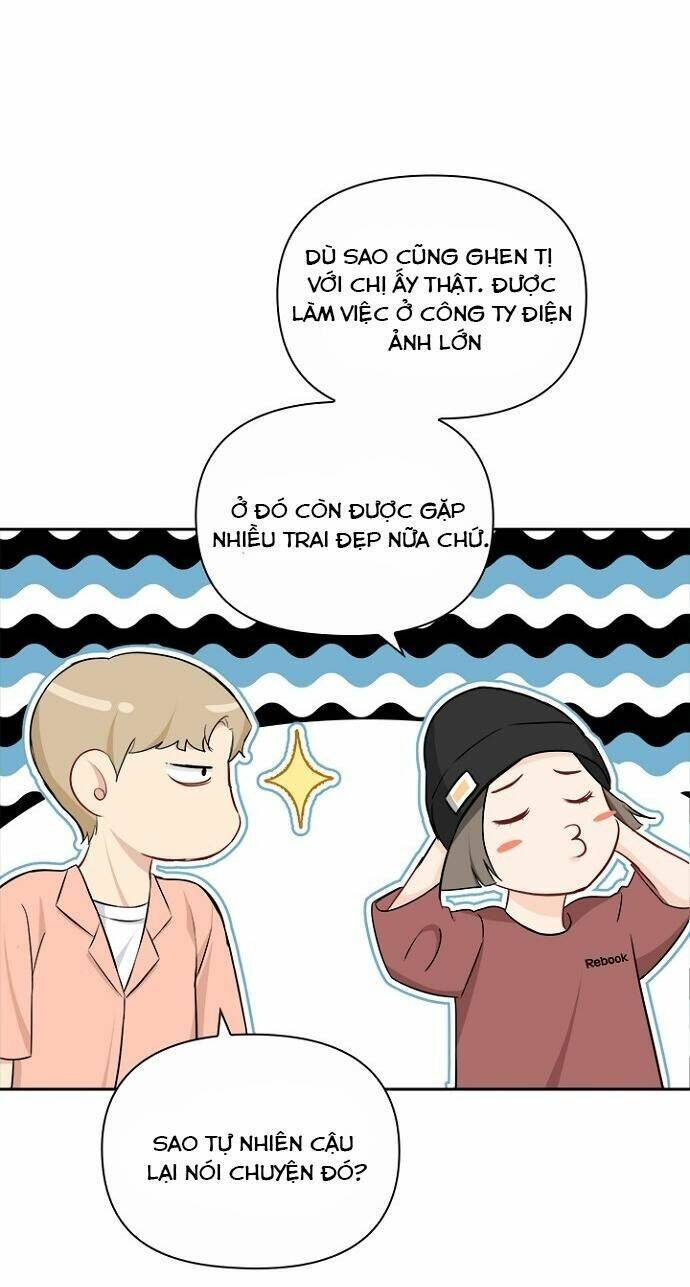 DÙ SAO CŨNG GHEN TỊ
VỚI CHỊ ẤY THẬT. ĐƯỢC
LÀM VIỆC Ở CÔNG TY ĐIỆN
ẢNH LỚN
Ở ĐÓ CÒN ĐƯỢC GẶP
NHIỀU TRAI ĐẸP NỮA CHỨ.
Rebook
SAO TỰ NHIÊN CẬU
LẠI NÓI CHUYỆN ĐÓ?